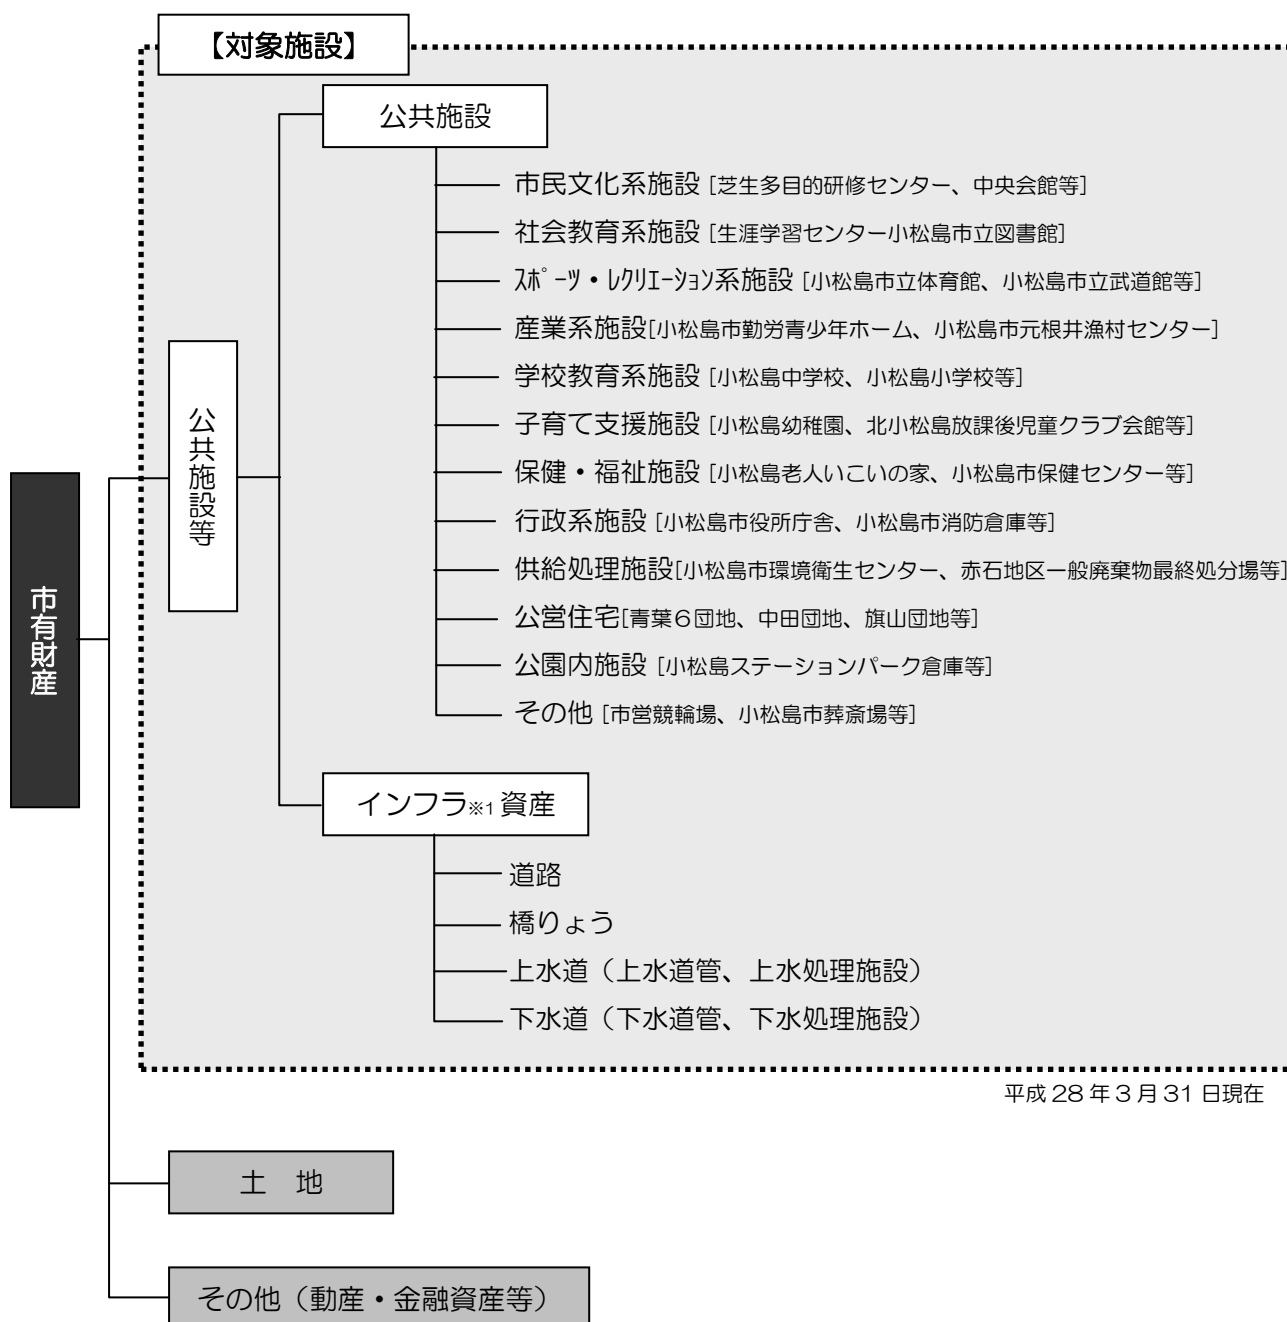 【対象施設】
公共施設
市民文化系施設 [芝生多目的研修センター、中央会館等]
社会教育系施設 [生涯学習センター小松島市立図書館]
ｽﾎﾟｰﾂ・ﾚｸﾘｴｰｼｮﾝ系施設 [小松島市立体育館、小松島市立武道館等]
産業系施設[小松島市勤労青少年ホーム、小松島市元根井漁村センター]
学校教育系施設 [小松島中学校、小松島小学校等]
子育て支援施設 [小松島幼稚園、北小松島放課後児童クラブ会館等]
保健・福祉施設 [小松島老人いこいの家、小松島市保健センター等]
行政系施設 [小松島市役所庁舎、小松島市消防倉庫等]
供給処理施設[小松島市環境衛生センター、赤石地区一般廃棄物最終処分場等]
公営住宅[青葉６団地、中田団地、旗山団地等]
公園内施設 [小松島ステーションパーク倉庫等]
その他 [市営競輪場、小松島市葬斎場等]
公共施設等
市有財産
インフラ※1 資産
道路
橋りょう
上水道（上水道管、上水処理施設）
下水道（下水道管、下水処理施設）
平成 28 年 3 月 31 日現在
土　地
その他（動産・金融資産等）